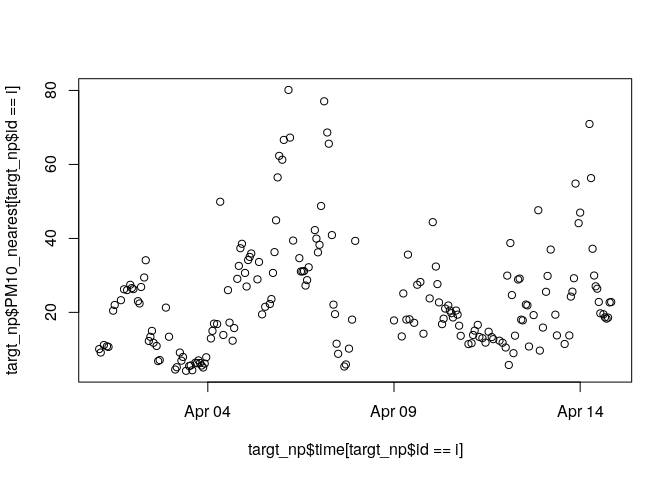 80
60
40
20
targt_np$PM10_nearest[targt_np$id == i]
Apr 04
Apr 09
Apr 14
targt_np$time[targt_np$id == i]